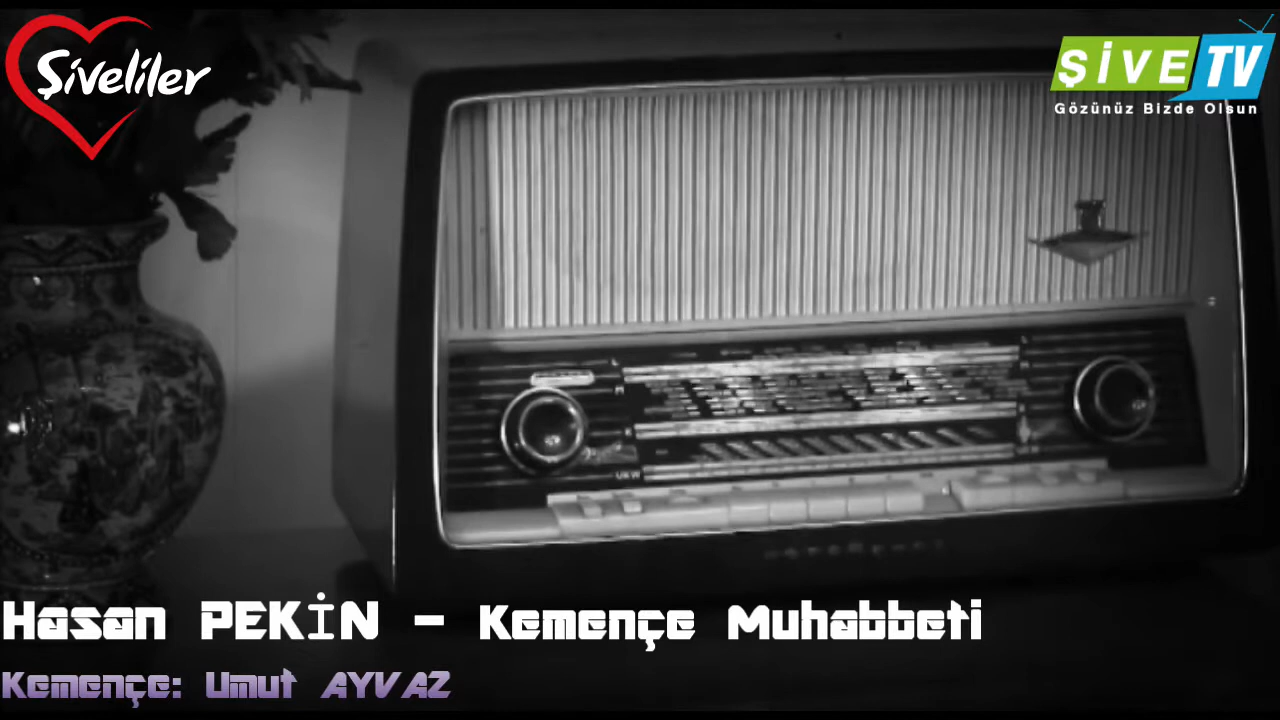 Şiveliler
ŞİVE TV
Gözünüz Bizde Olsun
Hasan PEKİN - Kemençe Muhabbeti
Kemençe: Umut AYVAZ